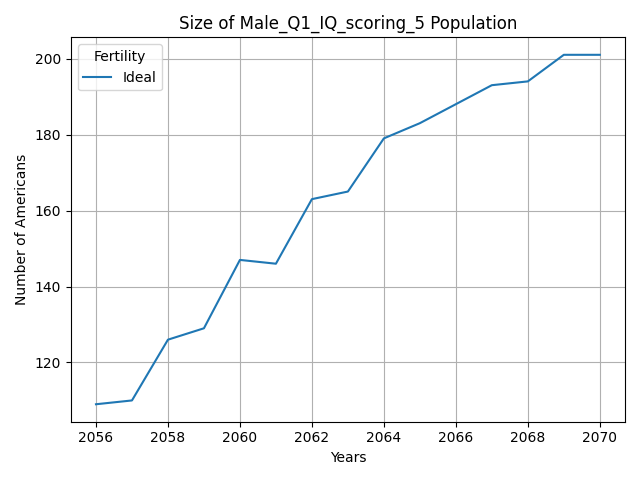 Size of Male_Q1_IQ_scoring_5 Population
Fertility
Ideal
Number of Americans
200
180
160
140
120
2056 2058 2060 2062 2064 2066 2068 2070
Years